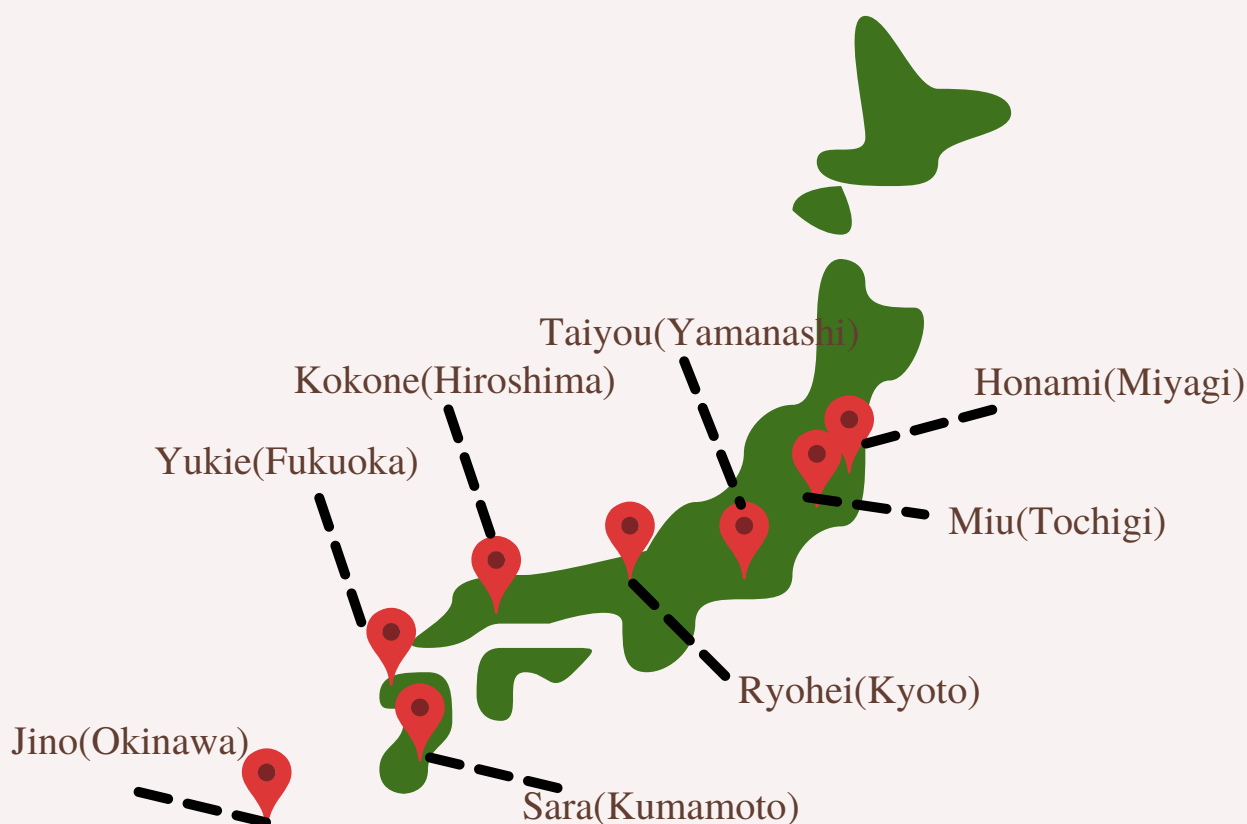 Taiyou(Yamanashi)
Kokone(Hiroshima)
Honami(Miyagi)
Yukie(Fukuoka)
Miu(Tochigi)
Ryohei(Kyoto)
Jino(Okinawa)
Sara(Kumamoto)